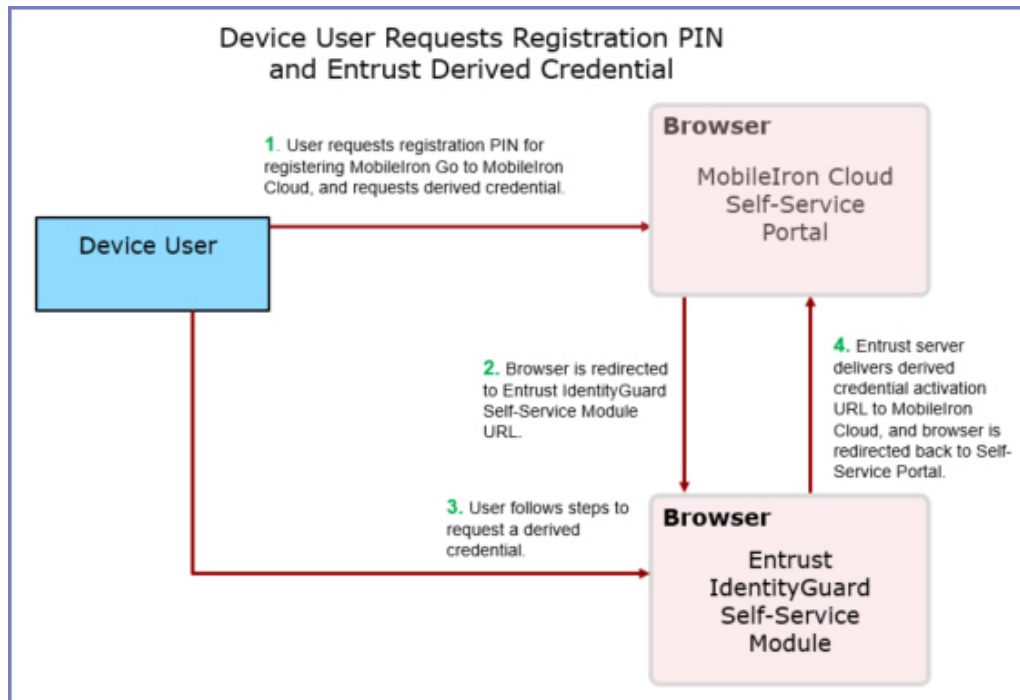 Device User Requests Registration PIN
and Entrust Derived Credential
1. User requests registration PIN for
registering MobileIron Go to MobileIron
Cloud, and requests derived credential.
Browser
MobileIron Cloud
Self-Service
Portal
Device User
2. Browser is redirected
to Entrust IdentityGuard
Self-Service Module
URL.
4. Entrust server
delivers derived
credential activation
URL to MobileIron
Cloud, and browser is
redirected back to Self-
Service Portal.
3. User follows steps to
request a derived
credential.
Browser
Entrust
IdentityGuard
Self-Service
Module